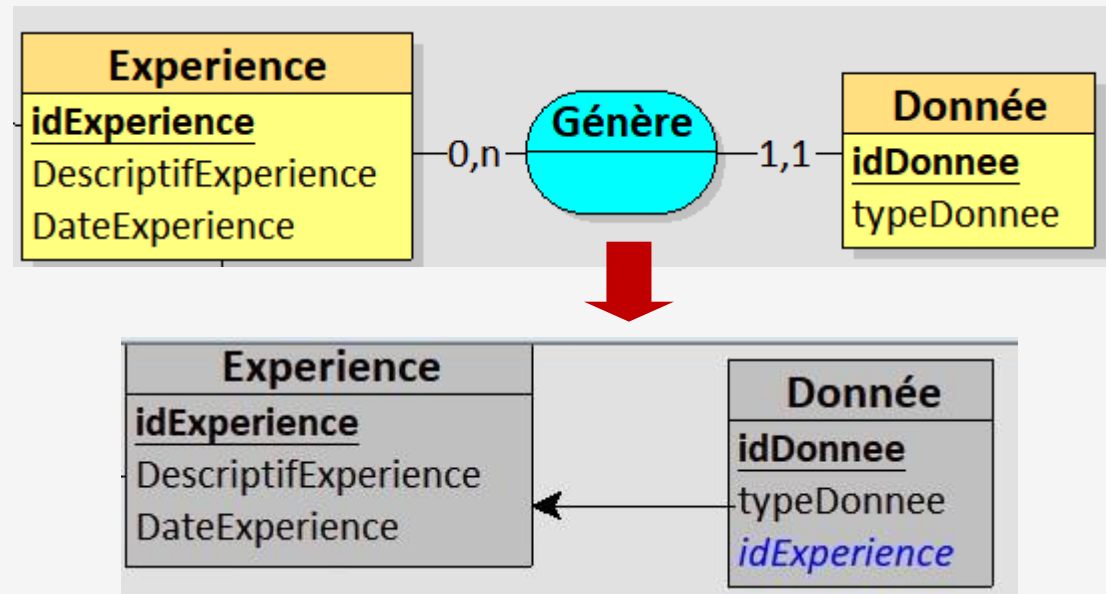 Experience
idExperience
DescriptifExperience
DateExperience
0,n
Génère
1,1
Donnée
idDonnee
typeDonnee
Experience
idExperience
DescriptifExperience
DateExperience
Donnée
idDonnee
typeDonnee
idExperience